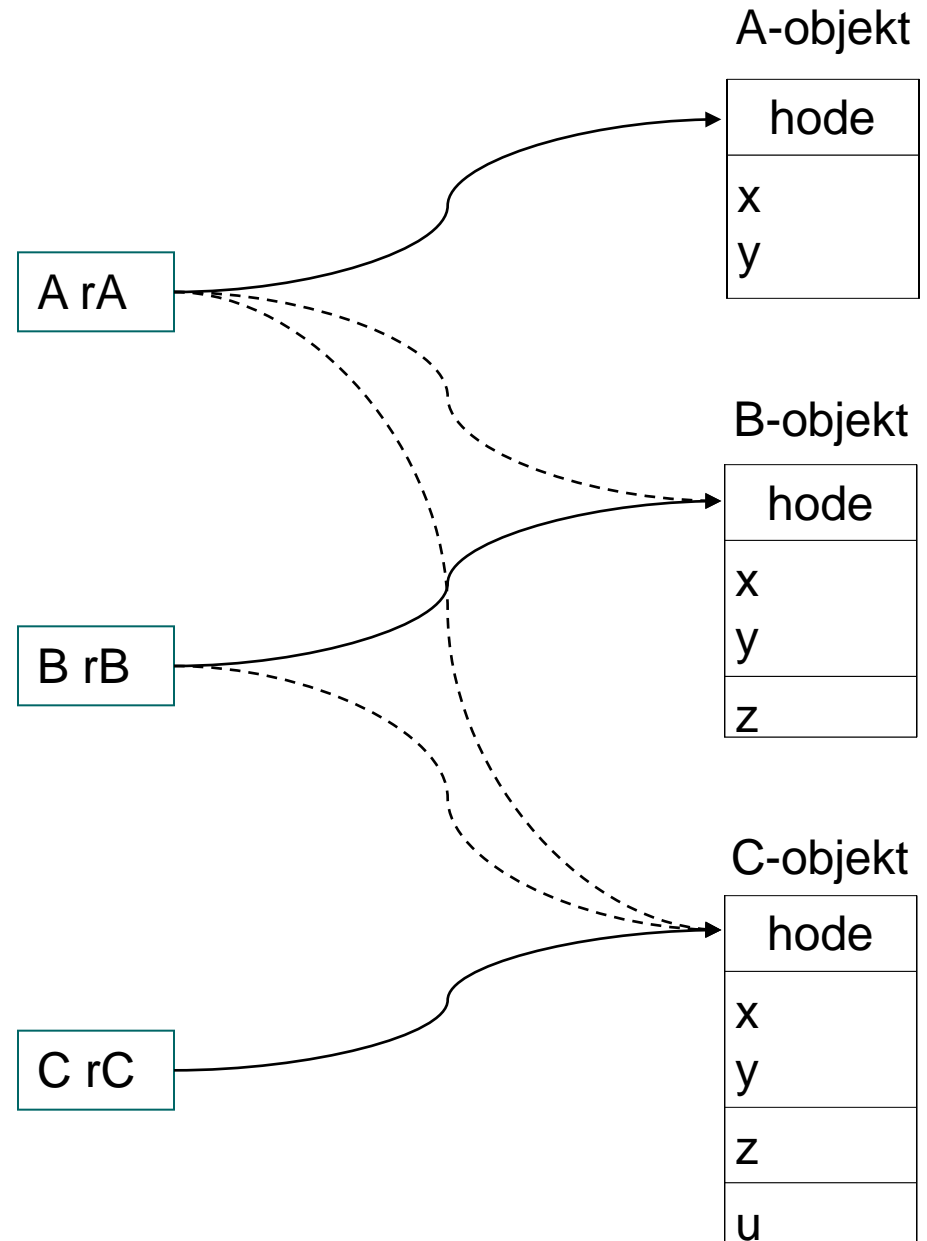 A-objekt
hode
x
y
A rA
B-objekt
hode
x
y
z
B rB
C-objekt
hode
x
y
z
u
C rC